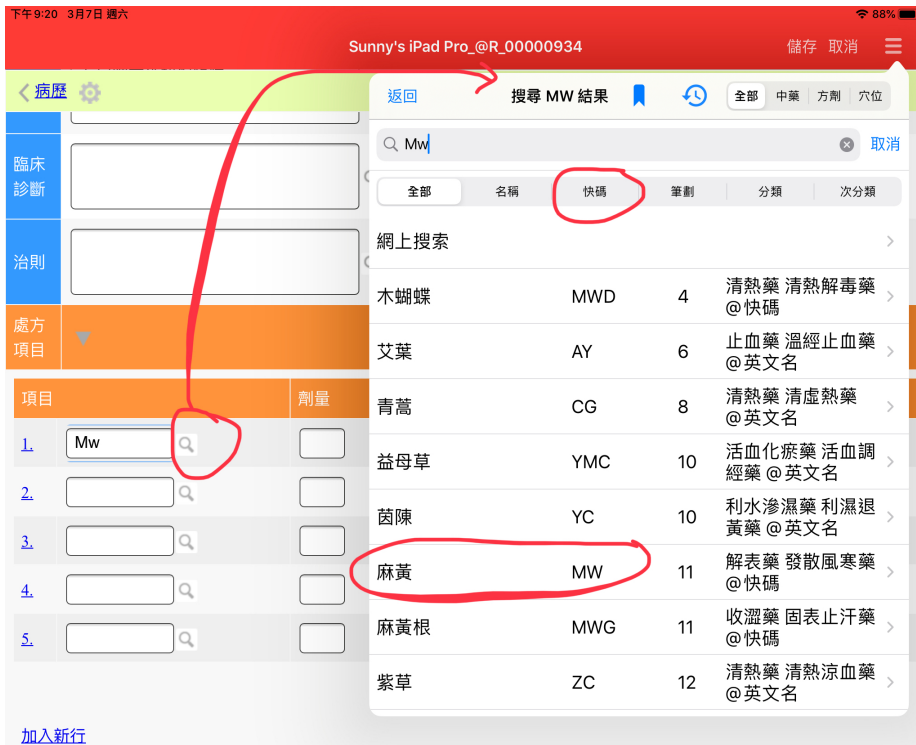 下午9:20 3月7日 週六 88%
Sunny's iPad Pro_@R_00000934 儲存 取消
病歷
返回 搜尋 MW 結果 全部 中藥 方劑 穴位
Mw 取消
全部 名稱 快碼 筆劃 分類 次分類
臨床
診斷
治則
處方
項目
項目 劑量
1. Mw
2.
3.
4.
5.
加入新行
網上搜索
木蝴蝶 MWD 4 清熱藥 清熱解毒藥
@快碼
艾葉 AY 6 止血藥 溫經止血藥
@英文名
青蒿 CG 8 清熱藥 清虛熱藥
@英文名
益母草 YMC 10 活血化瘀藥 活血調
經藥 @英文名
茵陳 YC 10 利水滲濕藥 利濕退
黃藥 @英文名
麻黃 MW 11 解表藥 發散風寒藥
@快碼
麻黃根 MWG 11 收澀藥 固表止汗藥
@快碼
紫草 ZC 12 清熱藥 清熱涼血藥
@英文名